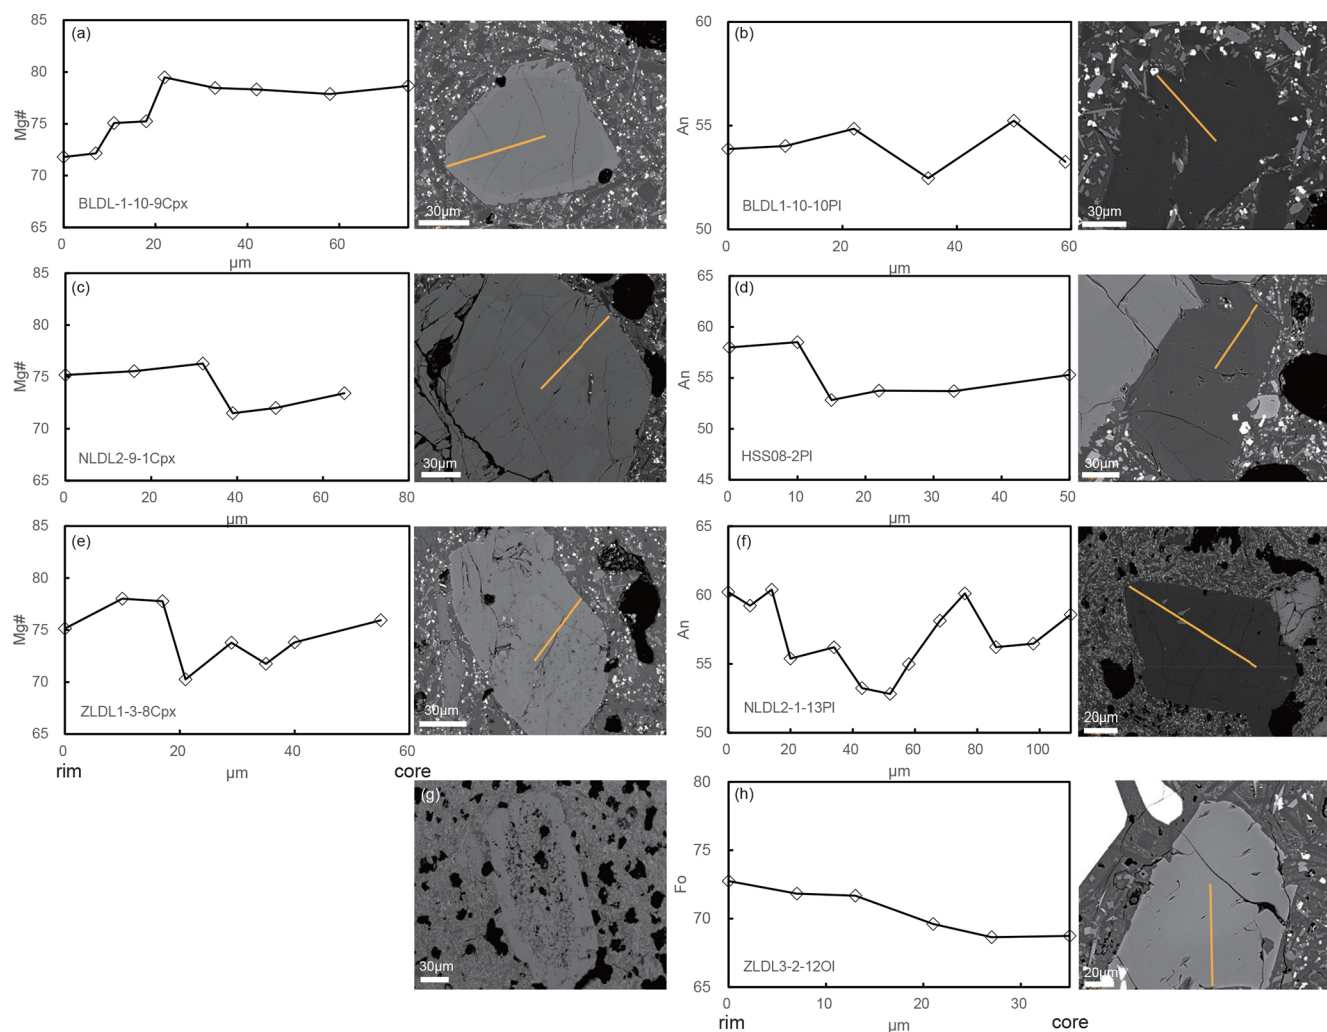 (a)
85
80
75
70
65
Mg#
BLDL-1-10-9Cpx
0 20 40 60
µm
30µm
(b)
60
55
50
An
BLDL1-10-10Pl
0 20 40 60
µm
30µm
(c)
85
80
75
70
65
Mg#
NLDL2-9-1Cpx
0 20 40 60 80
µm
30µm
(d)
65
60
55
50
45
An
HSS08-2Pl
0 10 20 30 40 50
µm
30µm
(e)
85
80
75
70
65
Mg#
ZLDL1-3-8Cpx
0 20 40 60
rim µm core
30µm
(f)
65
60
55
50
An
NLDL2-1-13Pl
0 20 40 60 80 100
µm
20µm
(g)
30µm
(h)
80
75
70
65
Fo
ZLDL3-2-12Ol
0 10 20 30
rim µm core
20µm